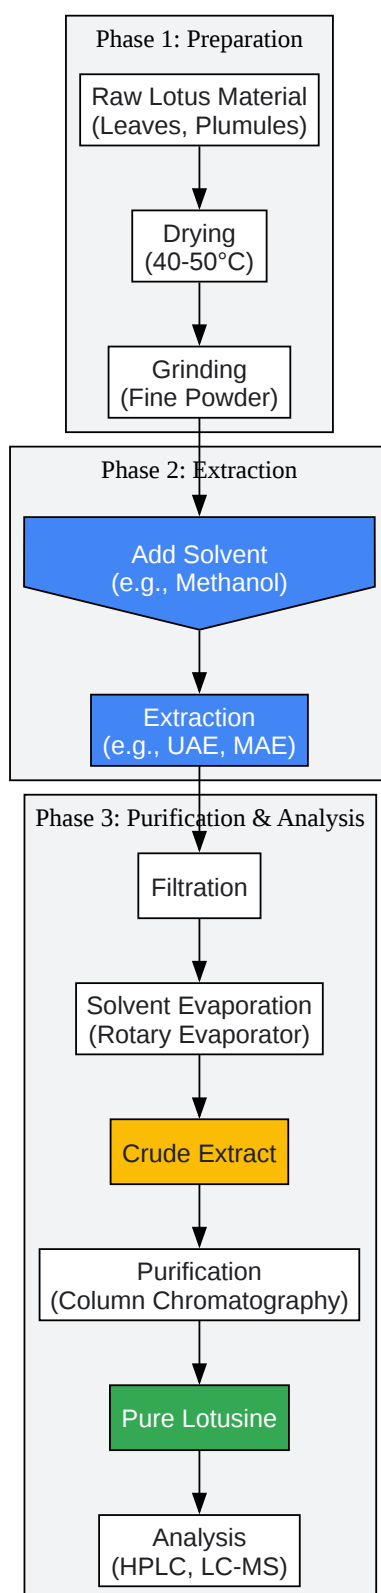 Phase 1: Preparation
Raw Lotus Material
(Leaves, Plumules)
Drying
(40-50°C)
Grinding
(Fine Powder)
Phase 2: Extraction
Add Solvent
(e.g., Methanol)
Extraction
(e.g., UAE, MAE)
Phase 3: Purification & Analysis
Filtration
Solvent Evaporation
(Rotary Evaporator)
Crude Extract
Purification
(Column Chromatography)
Pure Lotusine
Analysis
(HPLC, LC-MS)